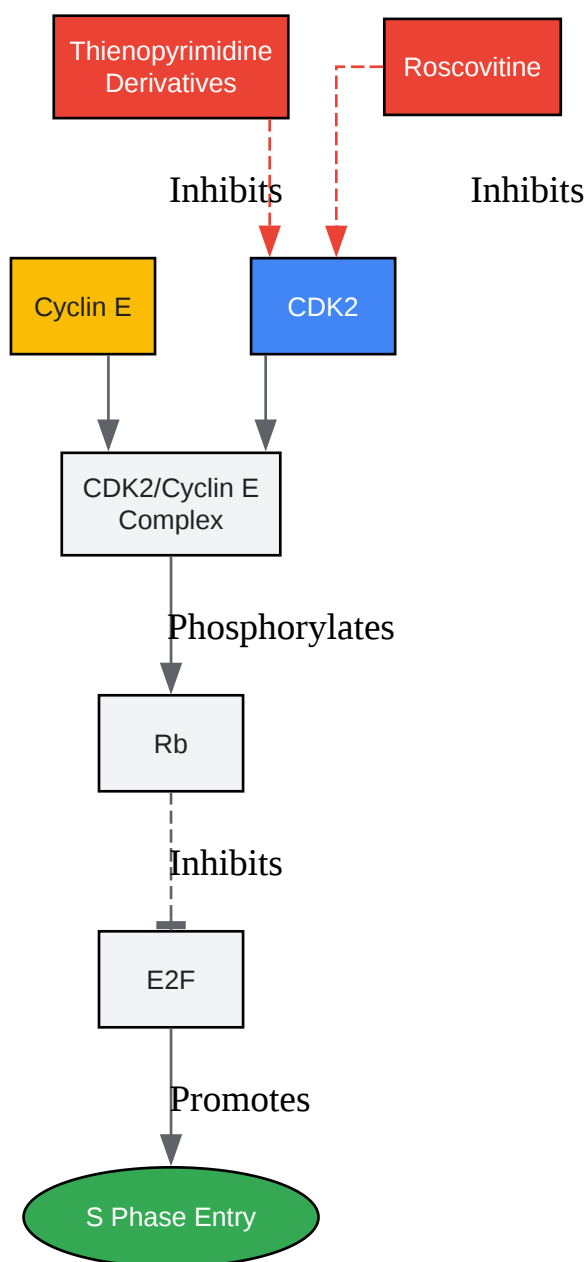 Thienopyrimidine
Derivatives
Roscovitine
Inhibits
Inhibits
Cyclin E
CDK2
CDK2/Cyclin E
Complex
Phosphorylates
Rb
Inhibits
E2F
Promotes
S Phase Entry